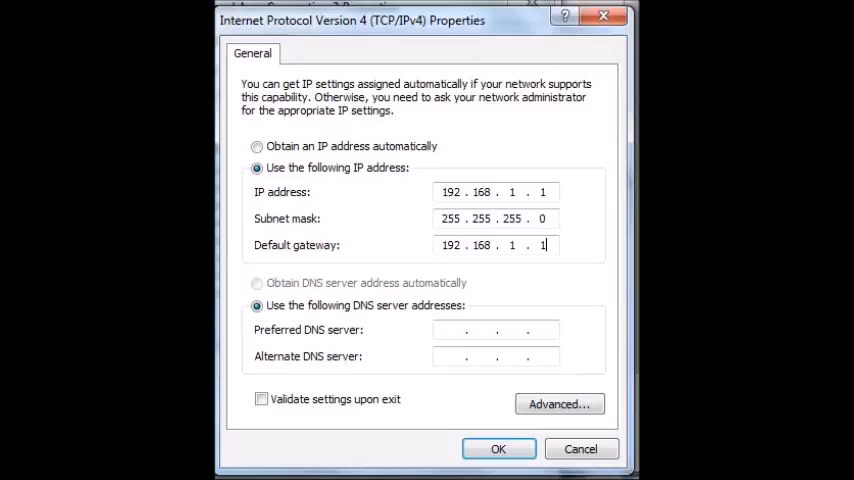 Internet Protocol Version 4 (TCP/IPv4) Properties
General
You can get IP settings assigned automatically if your network supports
this capability. Otherwise, you need to ask your network administrator
for the appropriate IP settings.
Obtain an IP address automatically
Use the following IP address:
IP address: 192 . 168 . 1 . 1
Subnet mask: 255 . 255 . 255 . 0
Default gateway: 192 . 168 . 1 . 1
Obtain DNS server address automatically
Use the following DNS server addresses:
Preferred DNS server: . . .
Alternate DNS server: . . .
Validate settings upon exit
Advanced...
OK Cancel